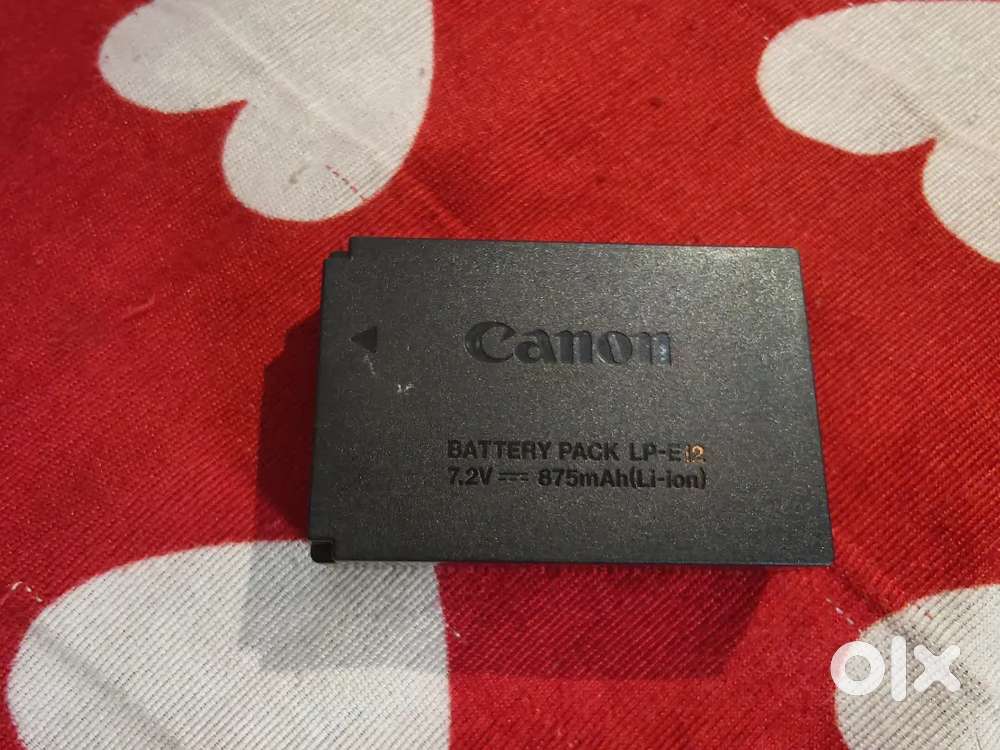 Canon
BATTERY PACK LP-E12
7.2V ⎓ 875mAh(Li-ion)
olx